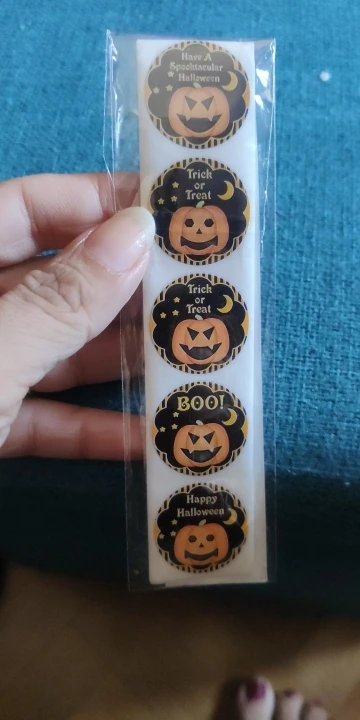 Have A
Spooktacular
Halloween
Trick
or
Treat
Trick
or
Treat
BOO!
Happy
Halloween